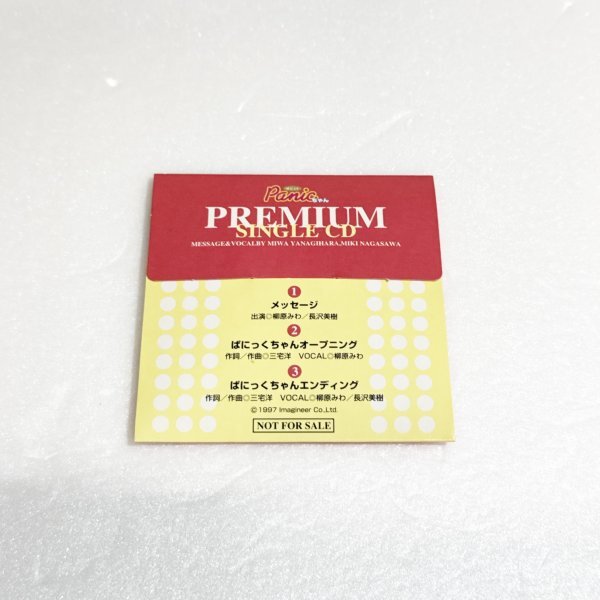 Panicちゃん
PREMIUM
SINGLE CD
MESSAGE&VOCALBY MIWA YANAGIHARA,MIKI NAGASAWA
1
メッセージ
出演◎柳原みわ／長沢美樹
2
ぱにっくちゃんオープニング
作詞／作曲◎三宅洋 VOCAL◎柳原みわ
3
ぱにっくちゃんエンディング
作詞／作曲◎三宅洋 VOCAL◎柳原みわ／長沢美樹
©1997 Imagineer Co.,Ltd.
NOT FOR SALE